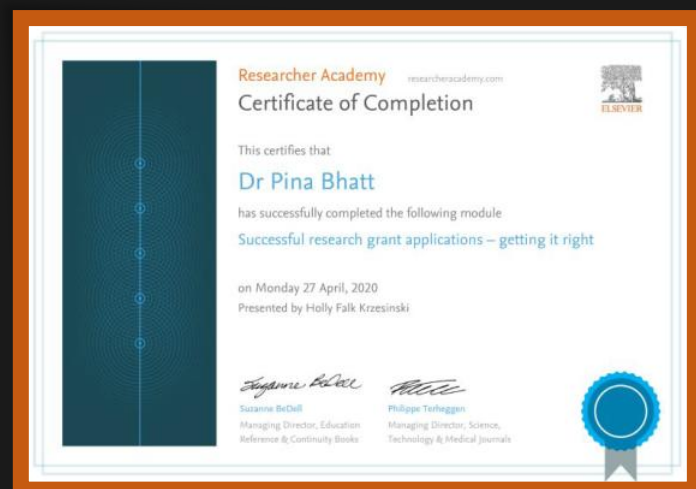 Researcher Academy researcheracademy.com
Certificate of Completion
ELSEVIER
This certifies that
Dr Pina Bhatt
has successfully completed the following module
Successful research grant applications – getting it right
on Monday 27 April, 2020
Presented by Holly Falk Krzesinski
Suzanne BeDell
Suzanne BeDell
Managing Director, Education
Reference & Continuity Books
Philippe Terheggen
Managing Director, Science,
Technology & Medical Journals